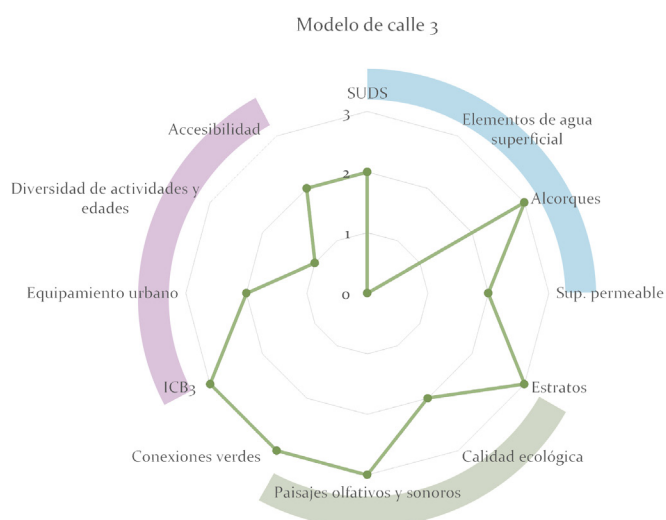 Modelo de calle 3
SUDS
3
Elementos de agua
superficial
Accesibilidad
Diversidad de actividades y
edades
2
Alcorques
1
Equipamiento urbano
0
Sup. permeable
ICB3
Estratos
Conexiones verdes
Calidad ecológica
Paisajes olfativos y sonoros